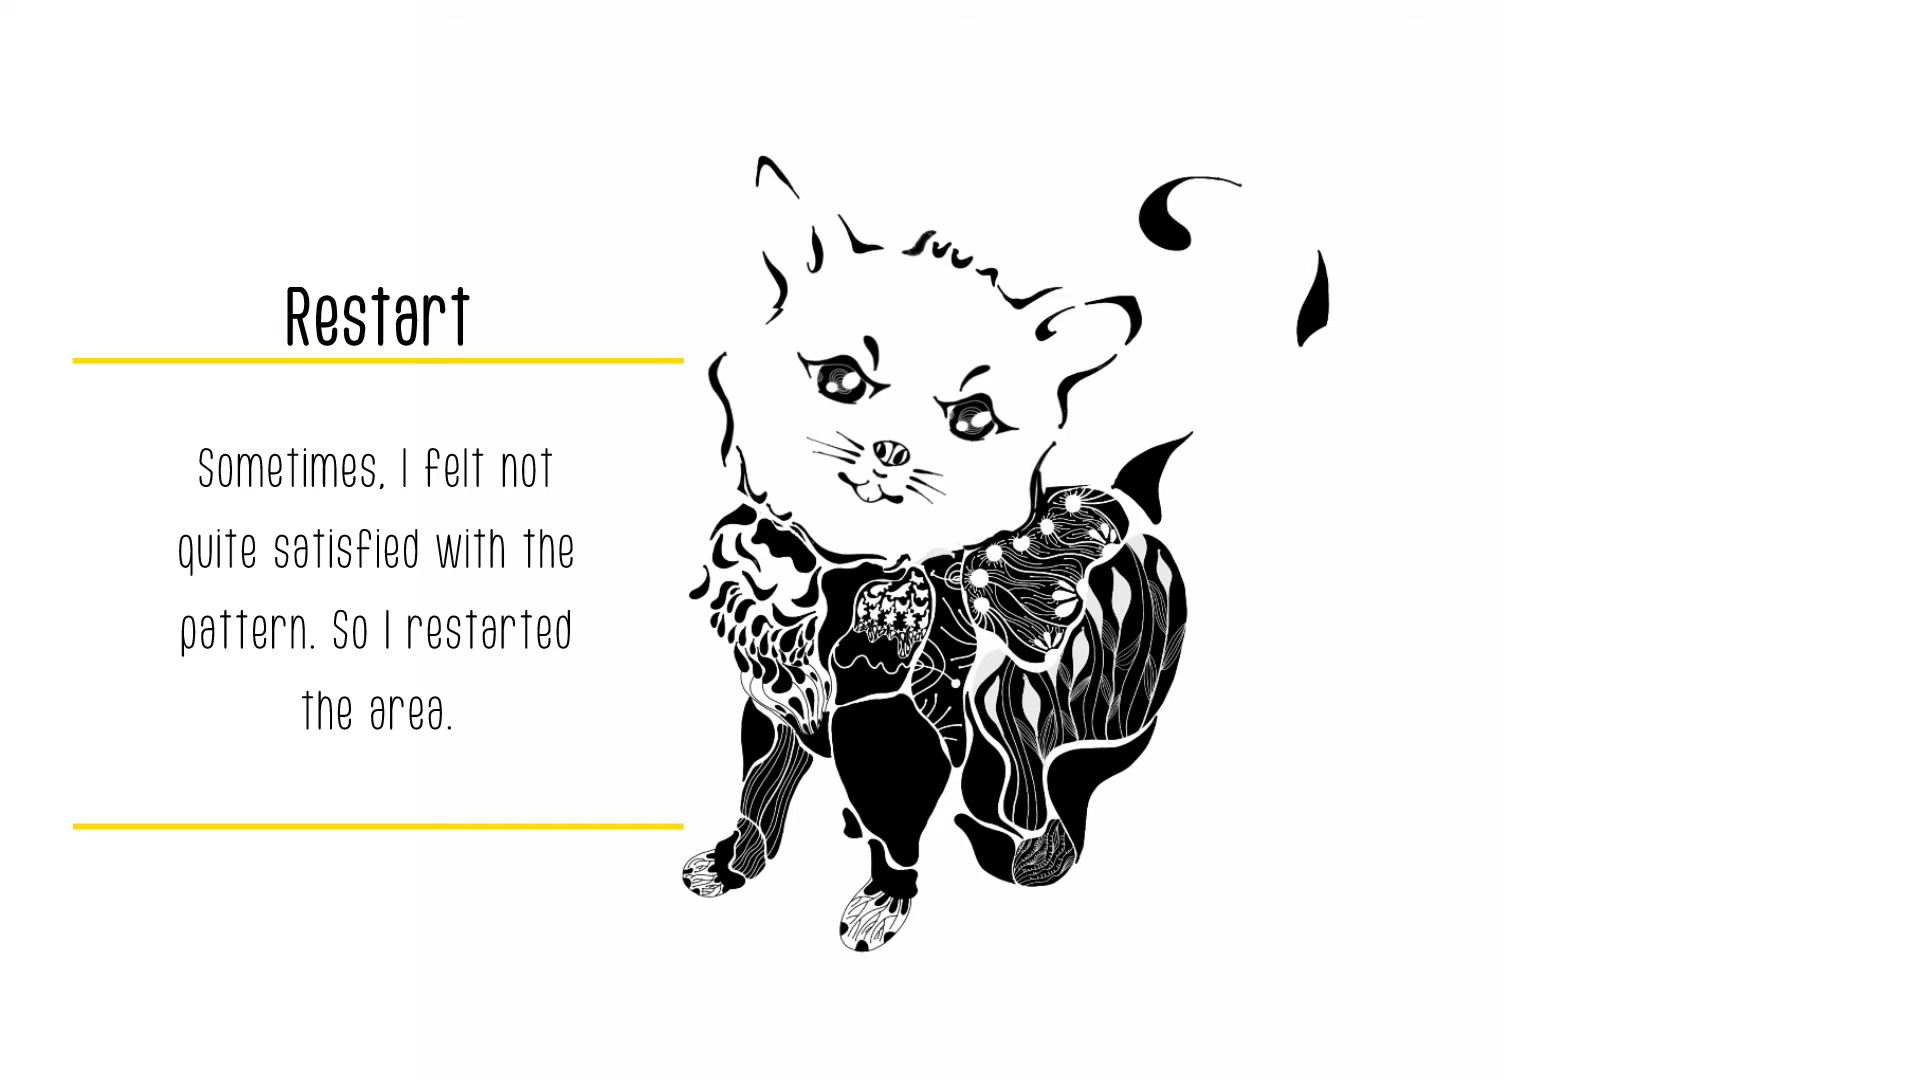 Restart
Sometimes, I felt not
quite satisfied with the
pattern. So I restarted
the area.